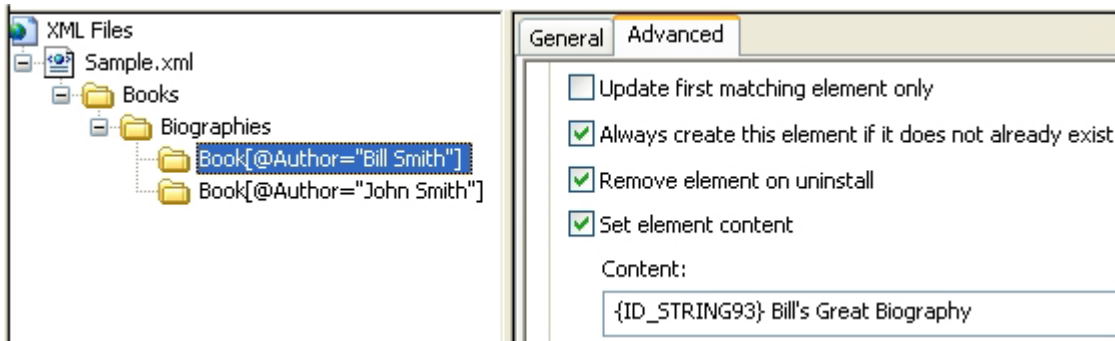 XML Files
Sample.xml
Books
Biographies
Book[@Author="Bill Smith"]
Book[@Author="John Smith"]
General
Advanced
Update first matching element only
Always create this element if it does not already exist
Remove element on uninstall
Set element content
Content:
{ID_STRING93} Bill's Great Biography